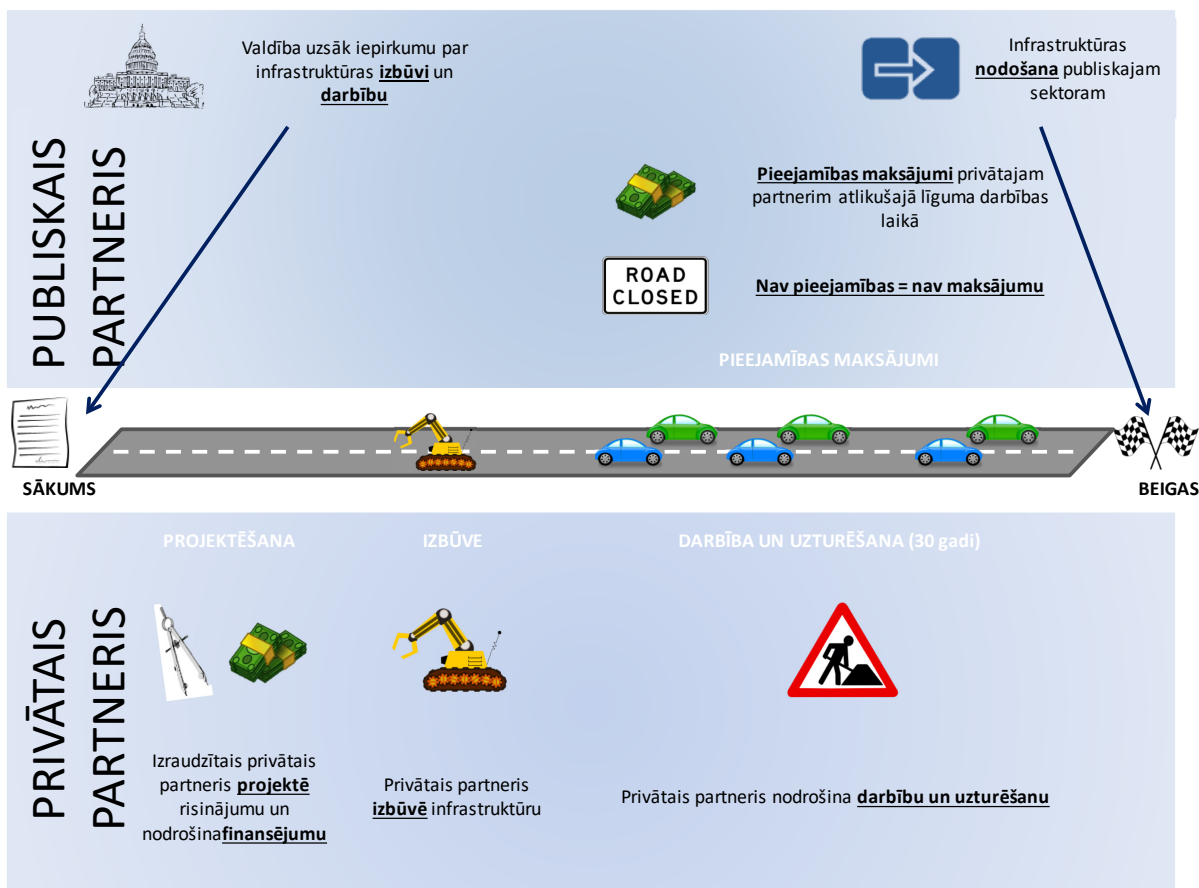 Valdība uzsāk iepirkumu par
infrastruktūras izbūvi un
darbību
Infrastruktūras
nodošana publiskajam
sektoram
PUBLISKAIS
PARTNERIS
Pieejamības maksājumi privātajam
partnerim atlikušajā līguma darbības
laikā
ROAD
CLOSED
Nav pieejamības = nav maksājumu
PIEEJAMĪBAS MAKSĀJUMI
SĀKUMS
BEIGAS
PROJEKTĒŠANA
IZBŪVE
DARBĪBA UN UZTURĒŠANA (30 gadi)
PRIVĀTAIS
PARTNERIS
Izraudzītais privātais
partneris projektē
risinājumu un
nodrošinafinansējumu
Privātais partneris
izbūvē infrastruktūru
Privātais partneris nodrošina darbību un uzturēšanu